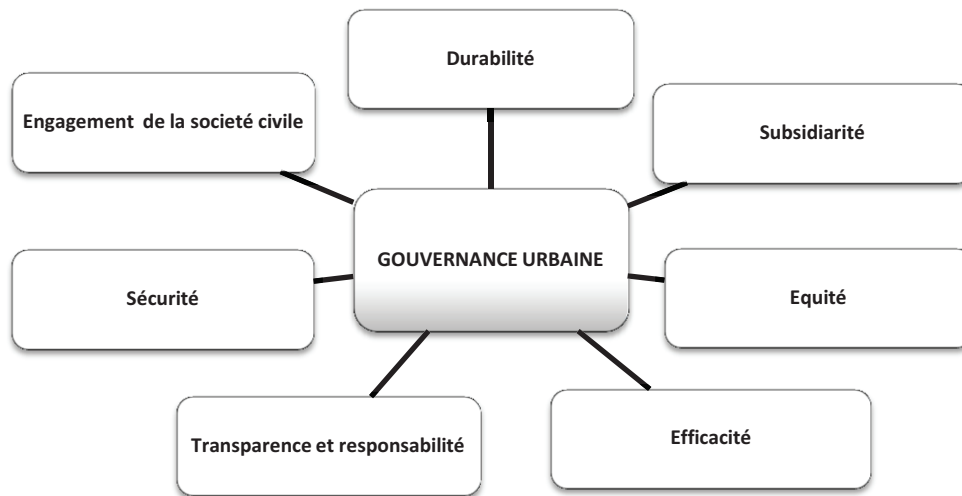 Durabilité
Engagement de la societé civile
Subsidiarité
GOUVERNANCE URBAINE
Sécurité
Equité
Transparence et responsabilité
Efficacité